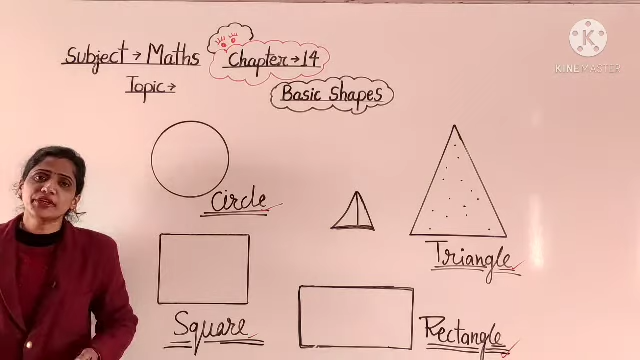 Subject → Maths
Chapter → 14
Topic →
Basic Shapes
Circle
Triangle
Square
Rectangle
K
KINEMASTER